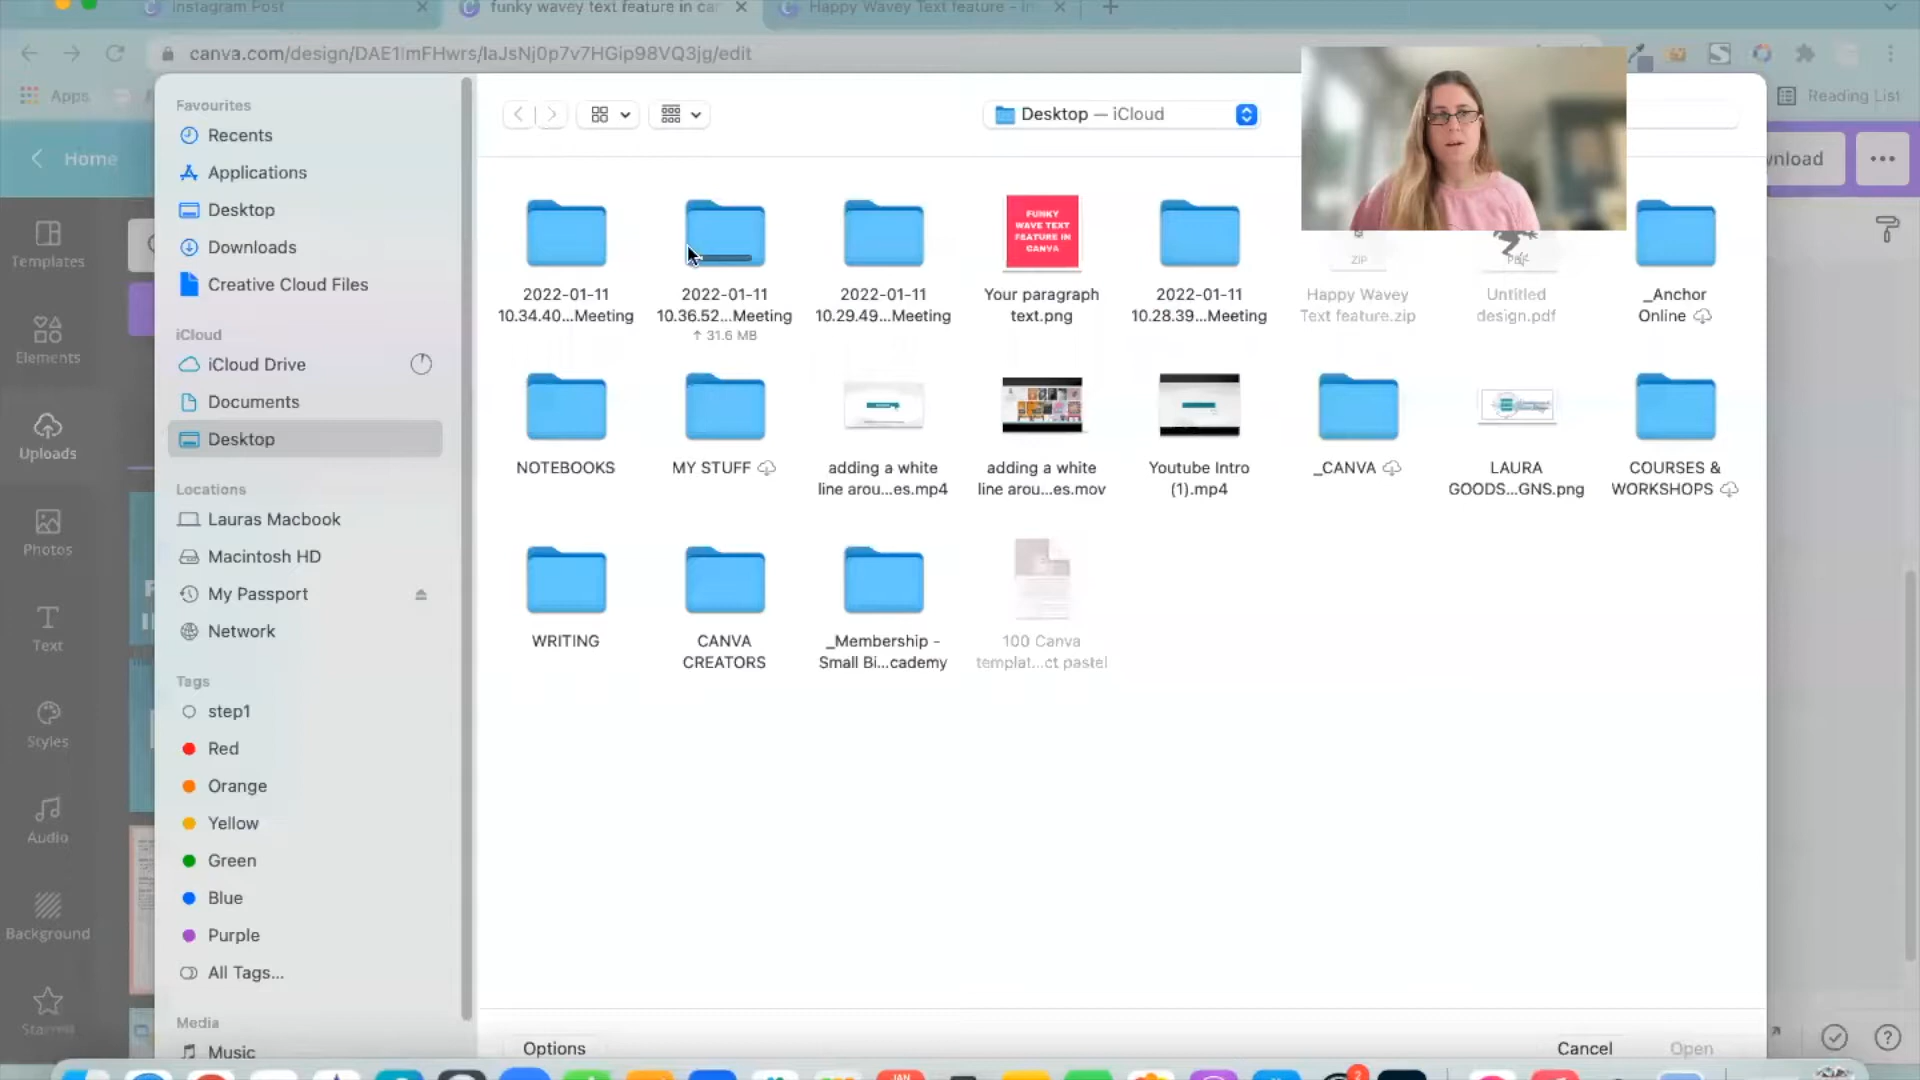 Instagram Post
funky wavey text feature in can
Happy Wavey Text feature - In
canva.com/design/DAE1lmFHwrs/laJsNj0p7v7HGip98VQ3jg/edit
Apps
Reading List
Home
wnload
Templates
Elements
Uploads
Photos
Text
Styles
Audio
Background
Starred
Favourites
Recents
Applications
Desktop
Downloads
Creative Cloud Files
iCloud
iCloud Drive
Documents
Desktop
Locations
Lauras Macbook
Macintosh HD
My Passport
Network
Tags
step1
Red
Orange
Yellow
Green
Blue
Purple
All Tags...
Media
Music
Desktop — iCloud
FUNKY
WAVE TEXT
FEATURE IN
CANVA
ZIP
2022-01-11
10.34.40...Meeting
2022-01-11
10.36.52...Meeting
↑ 31.6 MB
2022-01-11
10.29.49...Meeting
Your paragraph
text.png
2022-01-11
10.28.39...Meeting
Happy Wavey
Text feature.zip
Untitled
design.pdf
_Anchor
Online
NOTEBOOKS
MY STUFF
adding a white
line arou...es.mp4
adding a white
line arou...es.mov
Youtube Intro
(1).mp4
_CANVA
LAURA
GOODS...GNS.png
COURSES &
WORKSHOPS
WRITING
CANVA
CREATORS
_Membership -
Small Bi...cademy
100 Canva
templat...ct pastel
Options
Cancel
Open
JAN
2